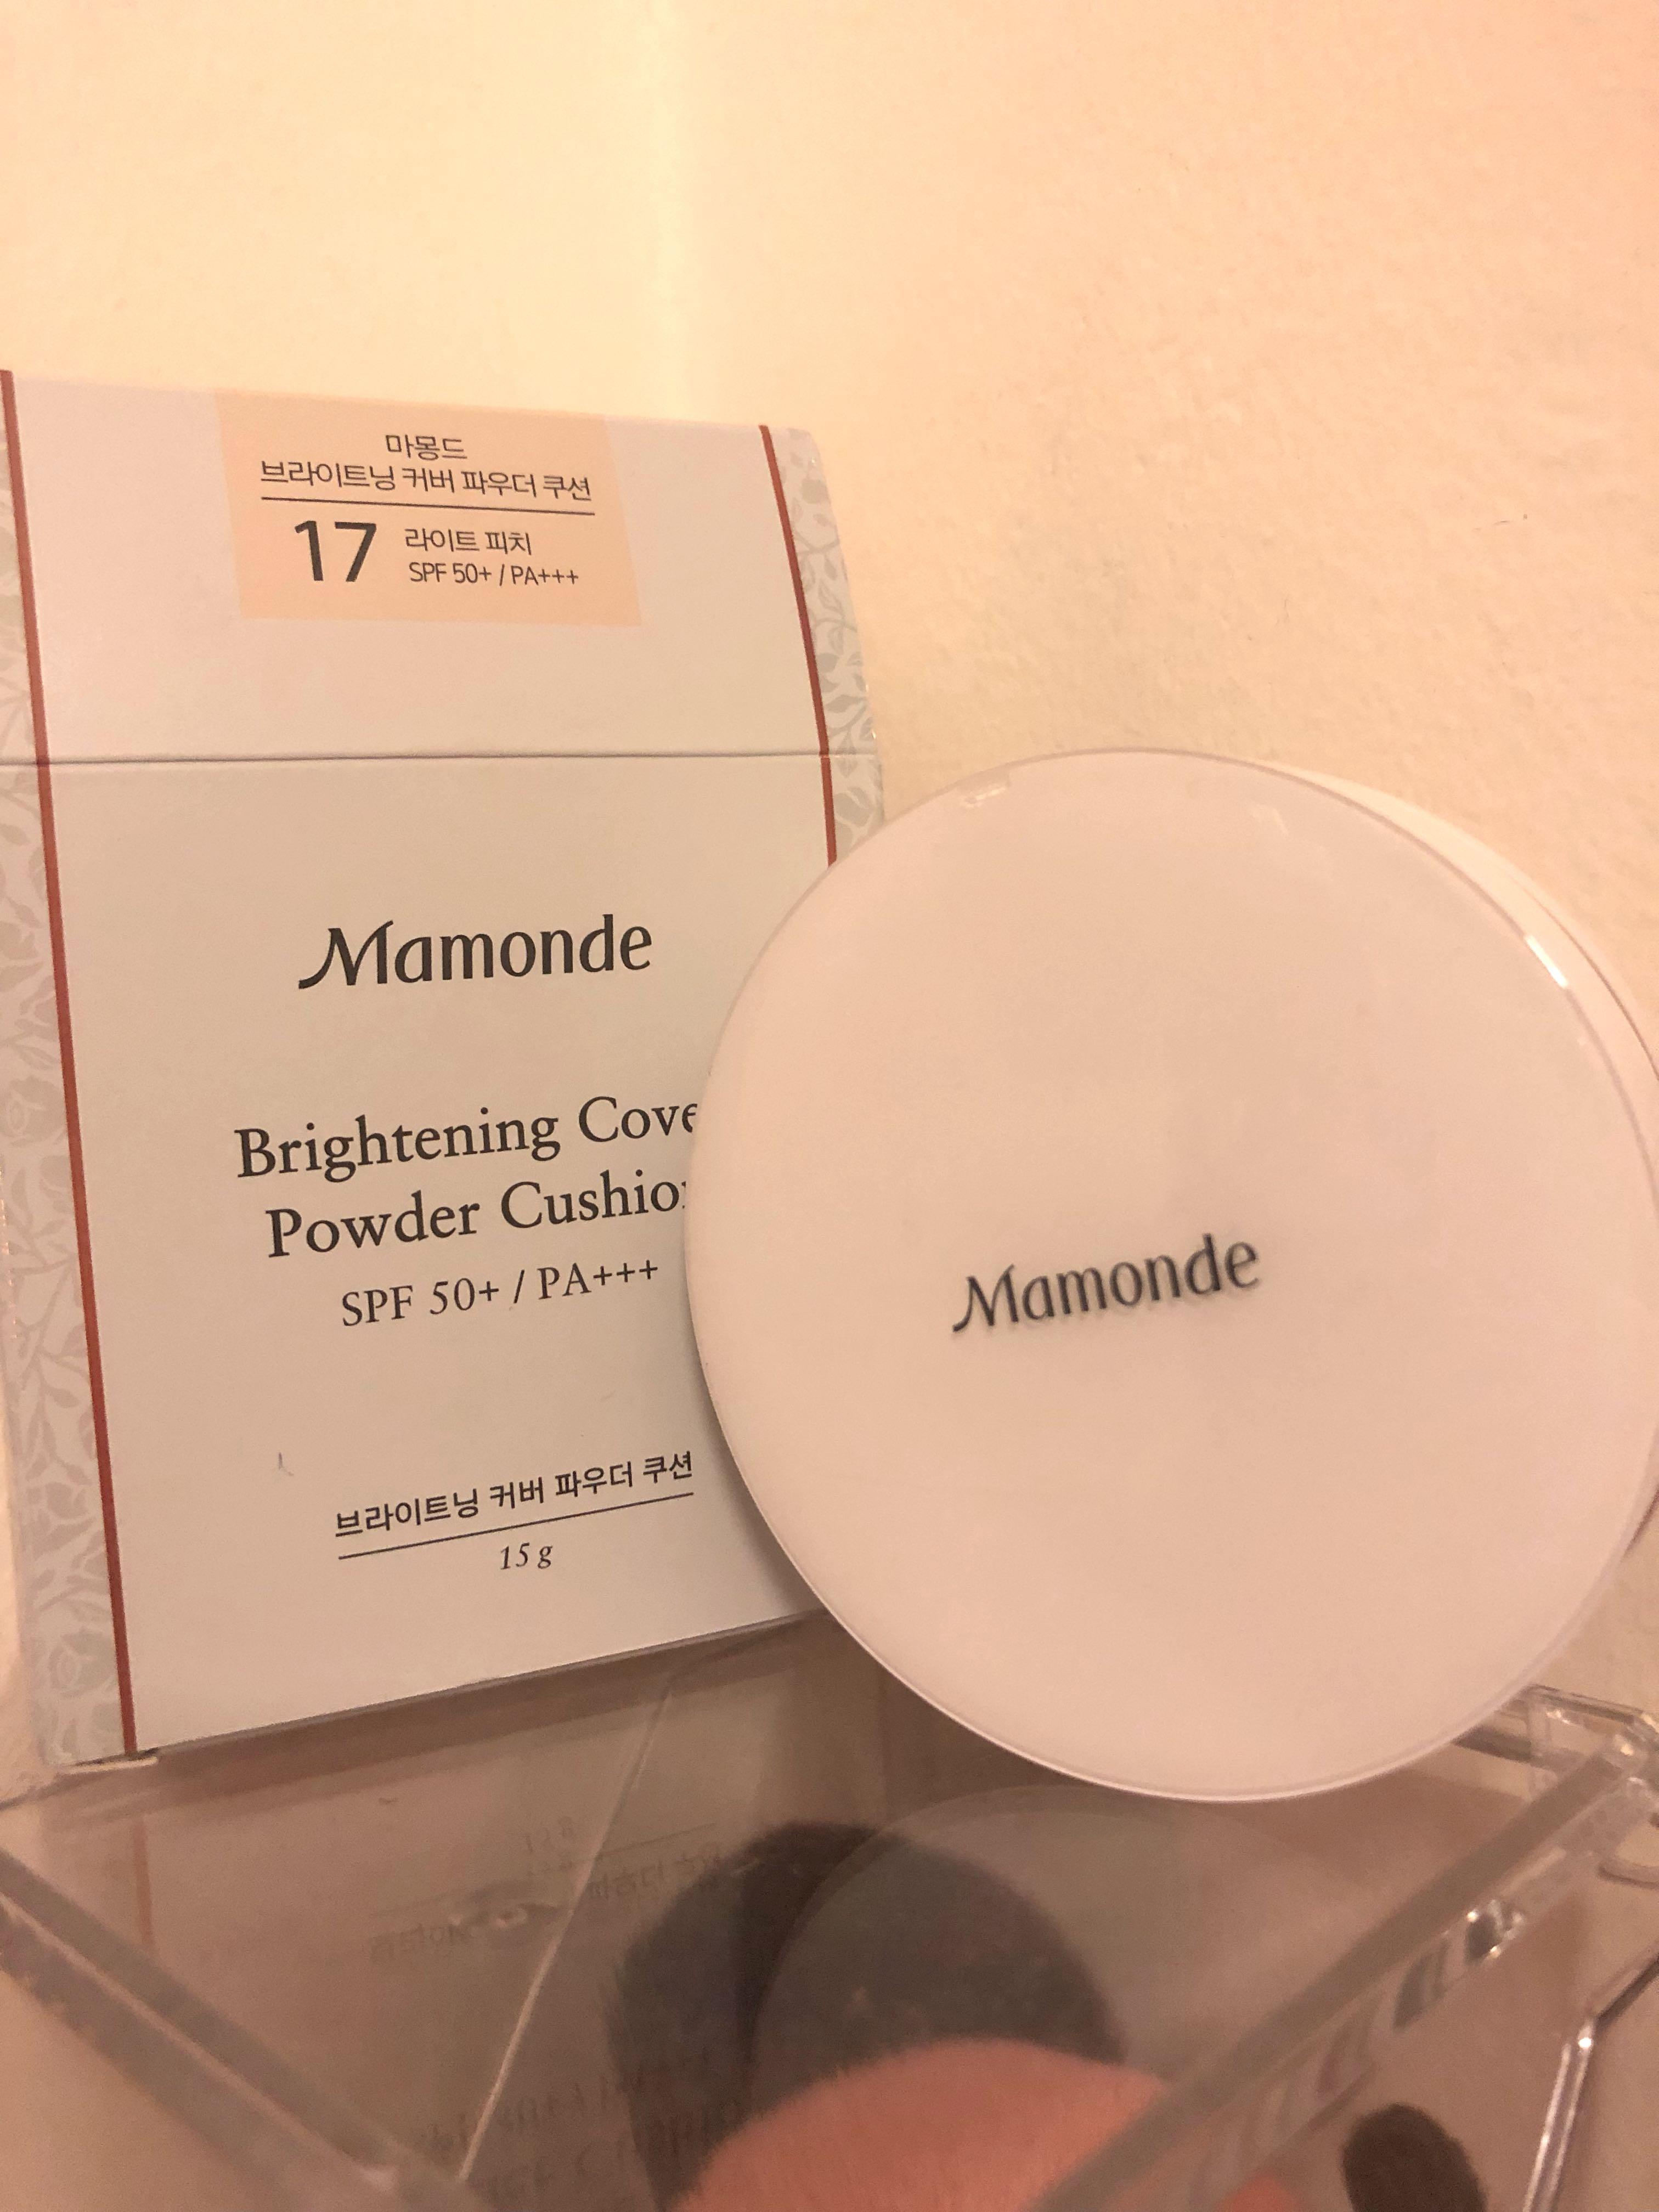 마몽드
브라이트닝 커버 파우더 쿠션
17 라이트 피치
SPF 50+ / PA+++
Mamonde
Brightening Cove
Powder Cushio
SPF 50+ / PA+++
브라이트닝 커버 파우더 쿠션
15 g
Mamonde